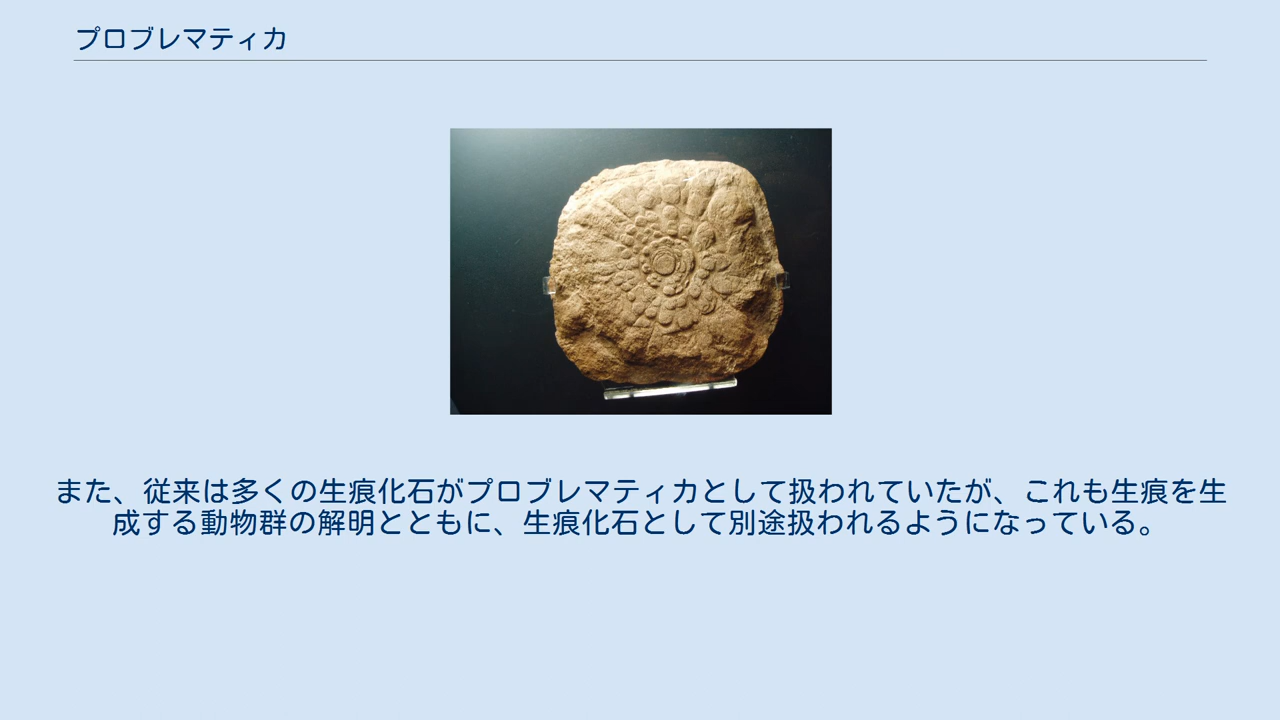 プロブレマティカ
また、従来は多くの生痕化石がプロブレマティカとして扱われていたが、これも生痕を生
成する動物群の解明とともに、生痕化石として別途扱われるようになっている。